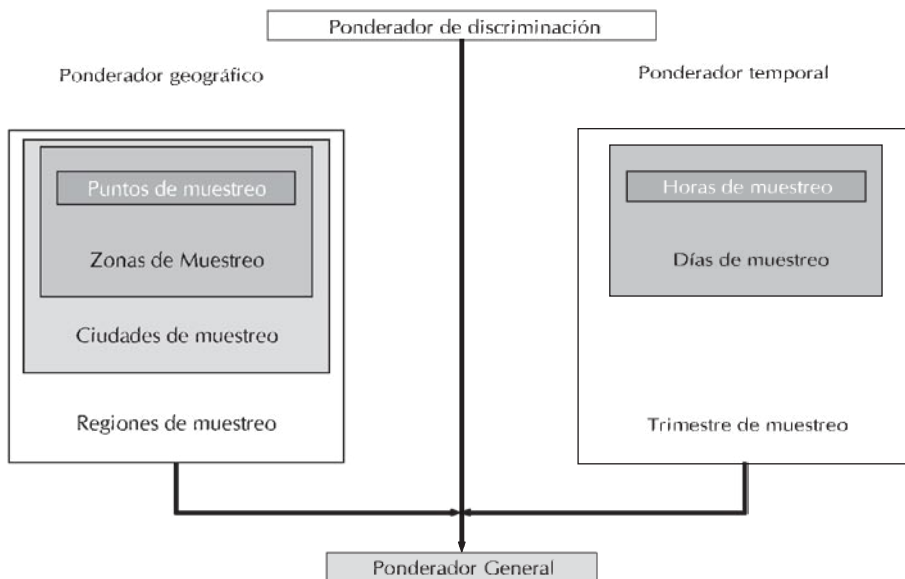 Ponderador de discriminación
Ponderador geográfico
Ponderador temporal
Puntos de muestreo
Zonas de Muestreo
Ciudades de muestreo
Regiones de muestreo
Horas de muestreo
Días de muestreo
Trimestre de muestreo
Ponderador General